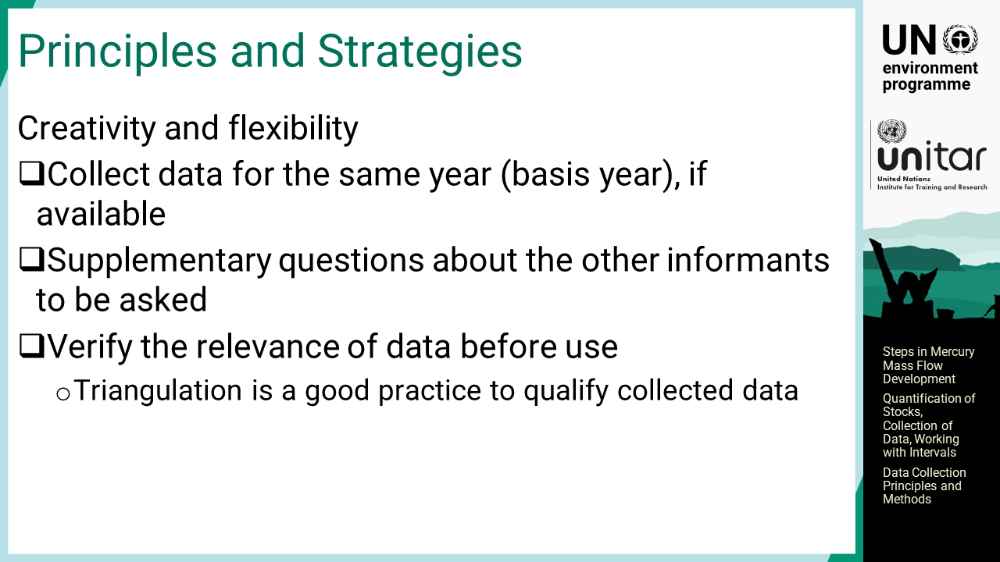 Principles and Strategies
Creativity and flexibility
❑Collect data for the same year (basis year), if
available
❑Supplementary questions about the other informants
to be asked
❑Verify the relevance of data before use
oTriangulation is a good practice to qualify collected data
UN
environment
programme
unitar
United Nations
Institute for Training and Research
Steps in Mercury
Mass Flow
Development
Quantification of
Stocks,
Collection of
Data, Working
with Intervals
Data Collection
Principles and
Methods